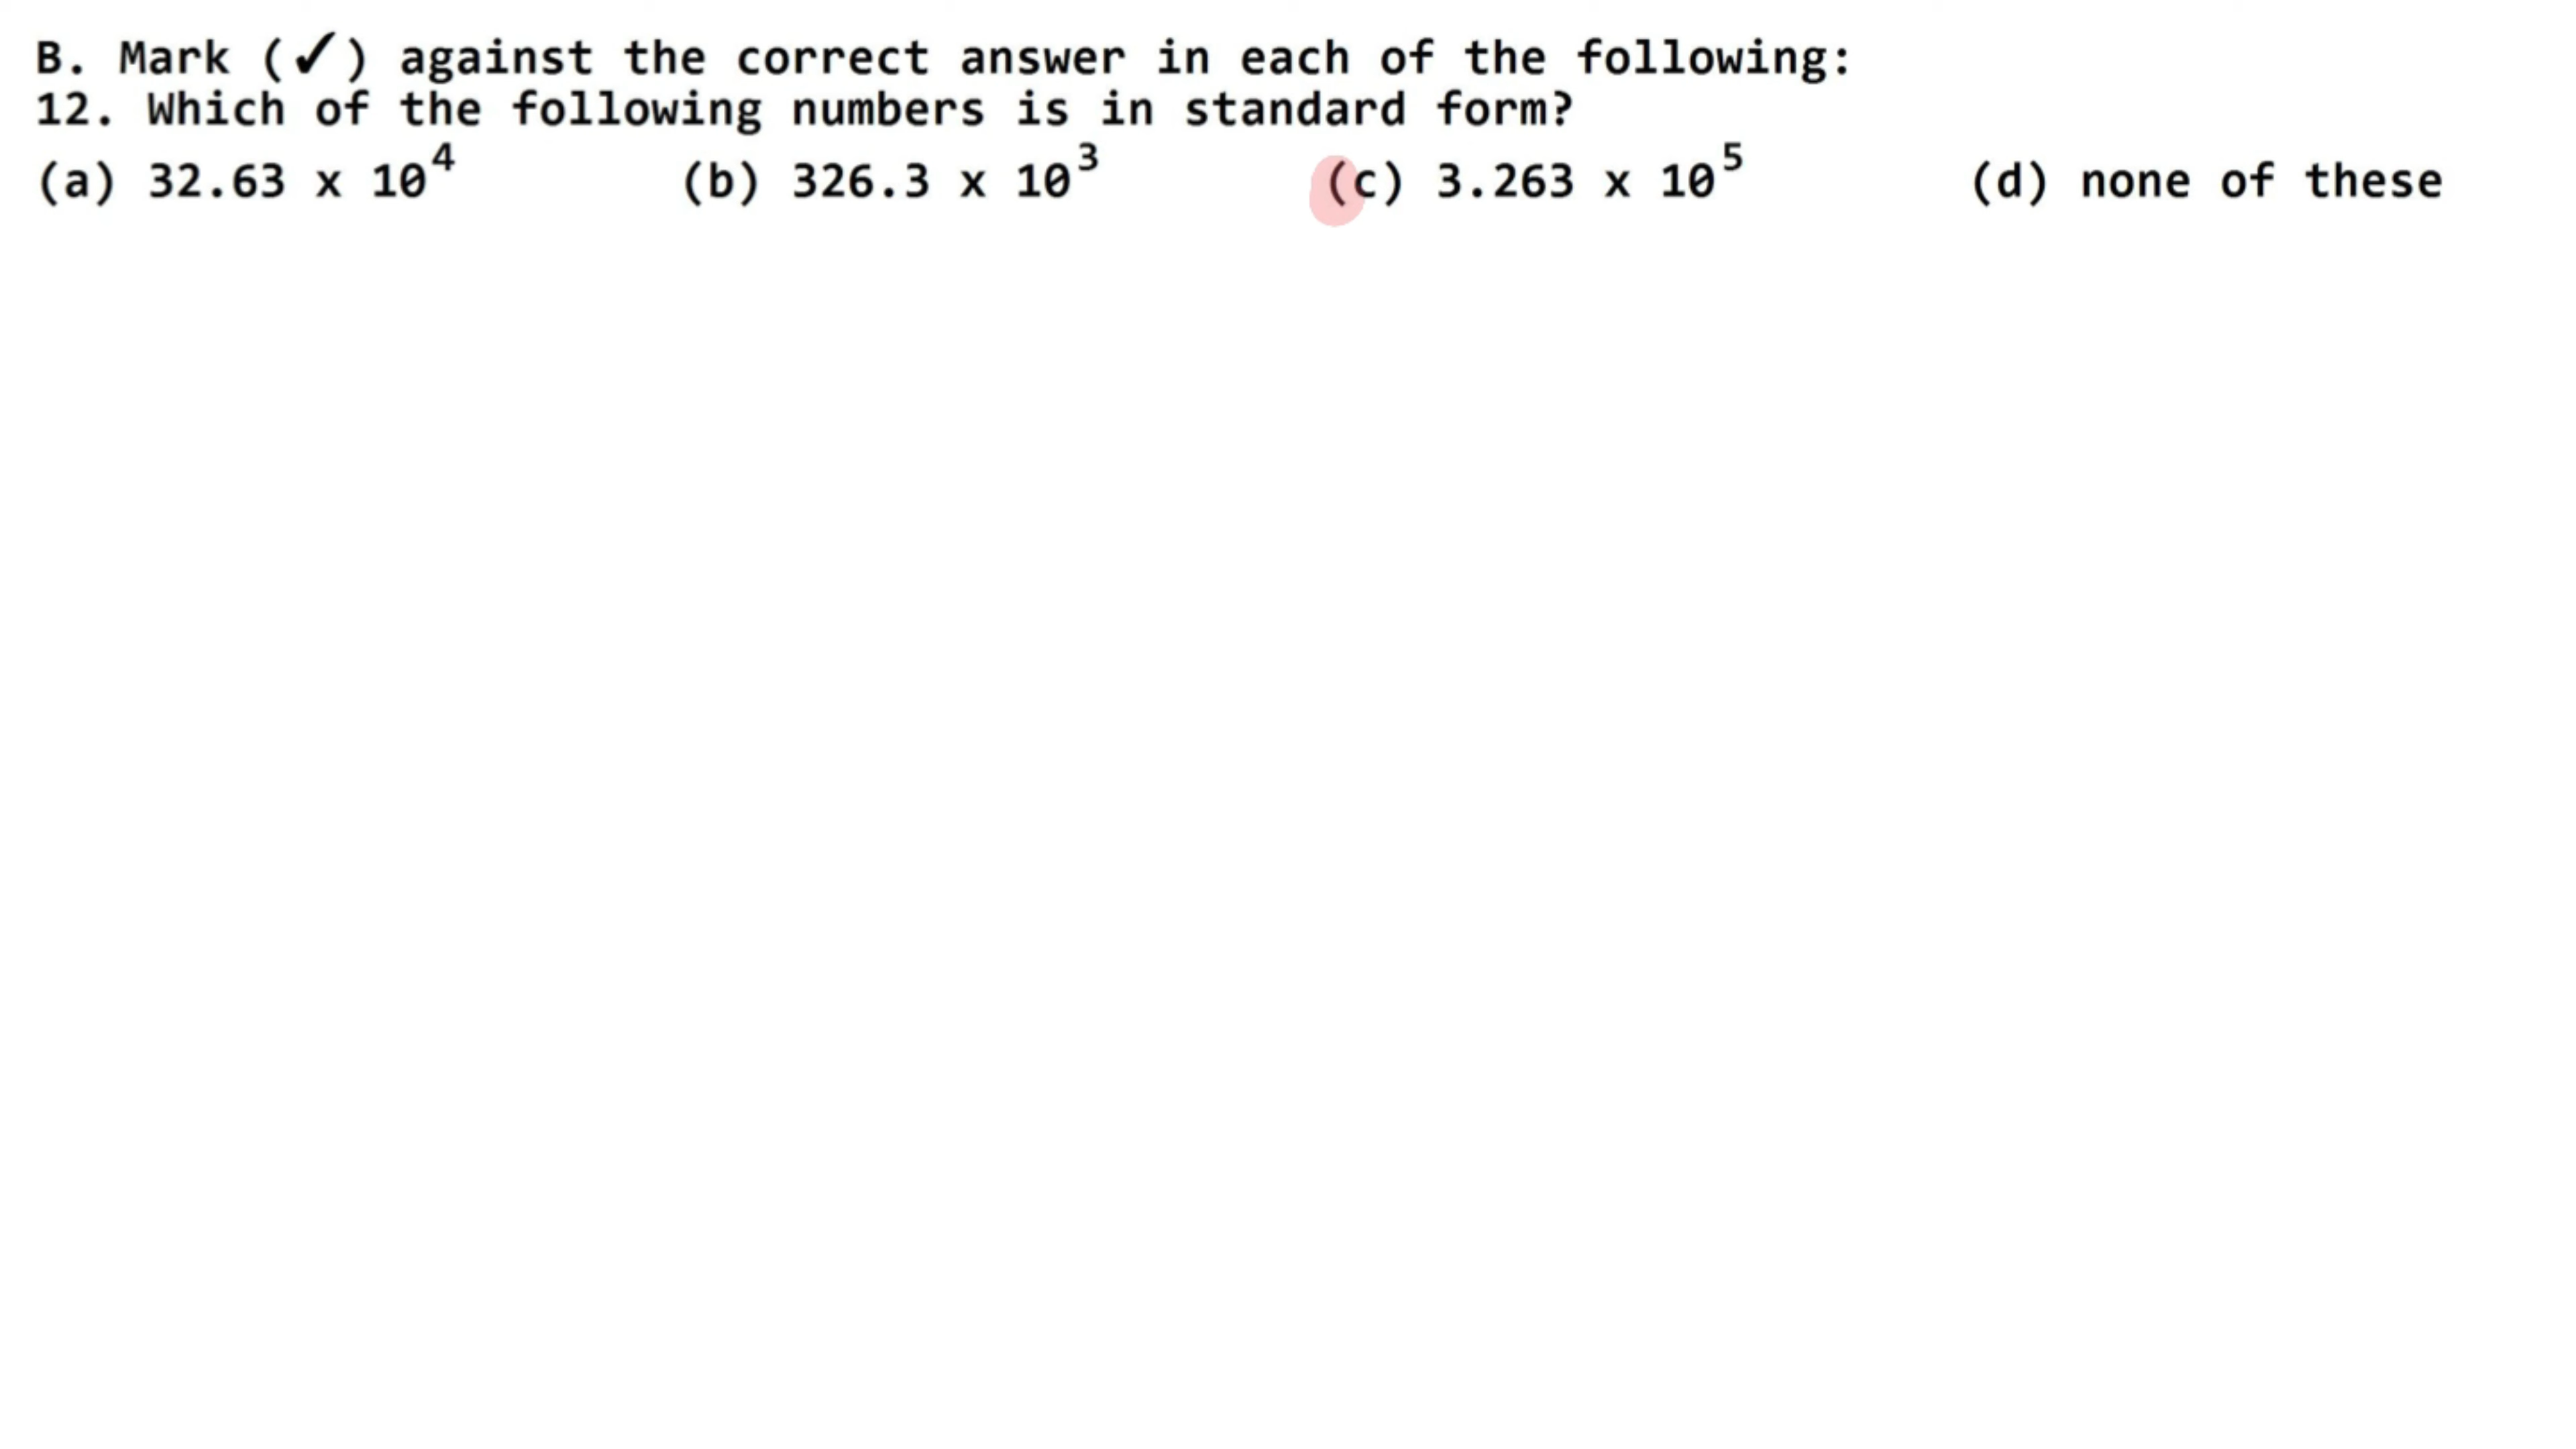 B. Mark (✓) against the correct answer in each of the following:
12. Which of the following numbers is in standard form?
(a) 32.63 x 10⁴ (b) 326.3 x 10³ (c) 3.263 x 10⁵ (d) none of these